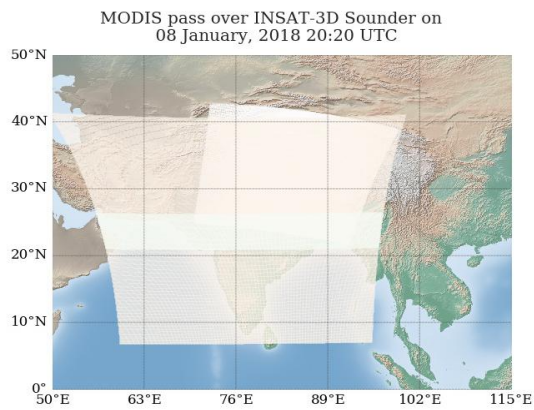 MODIS pass over INSAT-3D Sounder on
08 January, 2018 20:20 UTC
50°N
40°N
30°N
20°N
10°N
0°
50°E 63°E 76°E 89°E 102°E 115°E